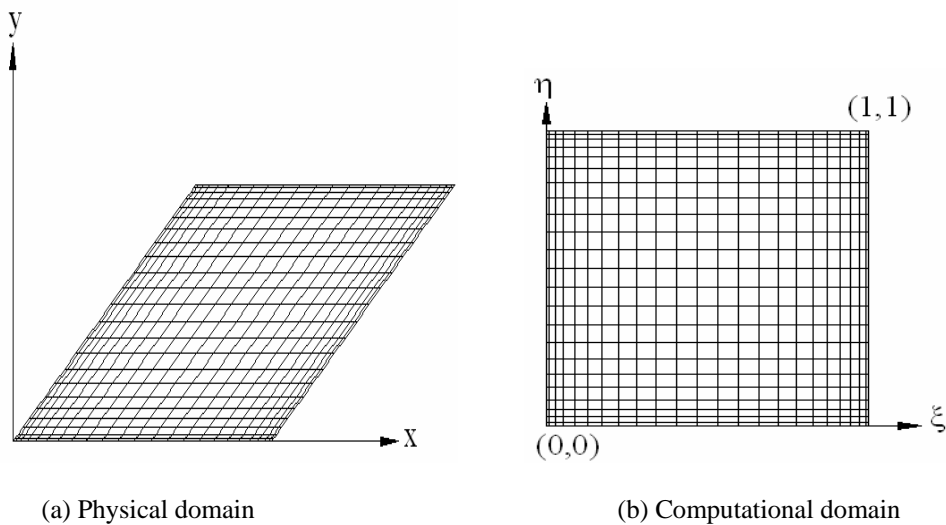 y
x
η
(1,1)
(0,0)
ξ
(a) Physical domain
(b) Computational domain